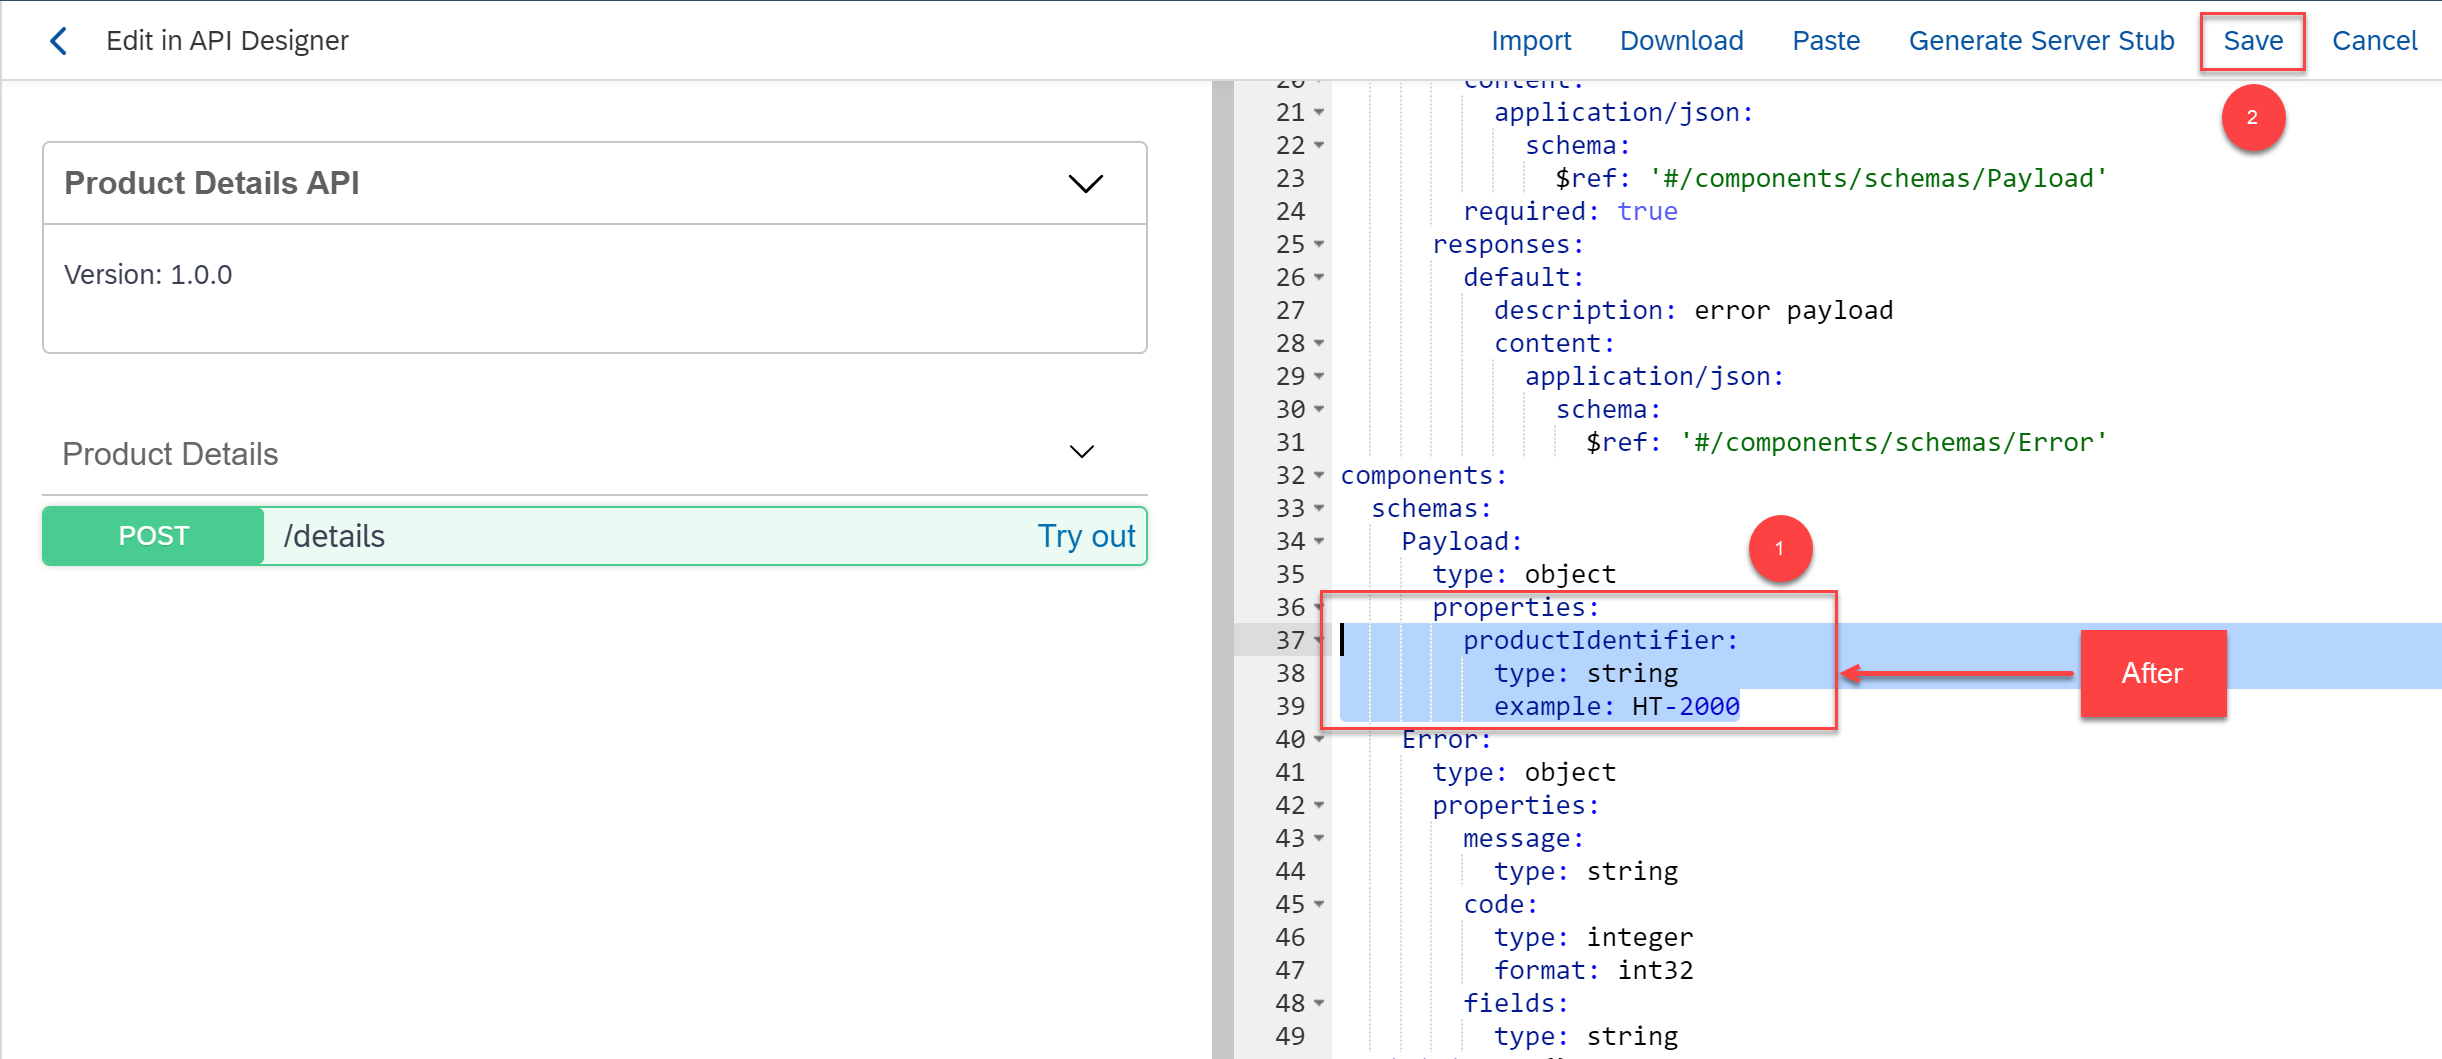 Edit in API Designer
Import Download Paste Generate Server Stub Save Cancel
2
Product Details API
Version: 1.0.0
Product Details
POST /details Try out
20 content:
21 application/json:
22 schema:
23 $ref: '#/components/schemas/Payload'
24 required: true
25 responses:
26 default:
27 description: error payload
28 content:
29 application/json:
30 schema:
31 $ref: '#/components/schemas/Error'
32 components:
33 schemas:
34 Payload:
1
35 type: object
36 properties:
37 productIdentifier:
38 type: string
After
39 example: HT-2000
40 Error:
41 type: object
42 properties:
43 message:
44 type: string
45 code:
46 type: integer
47 format: int32
48 fields:
49 type: string